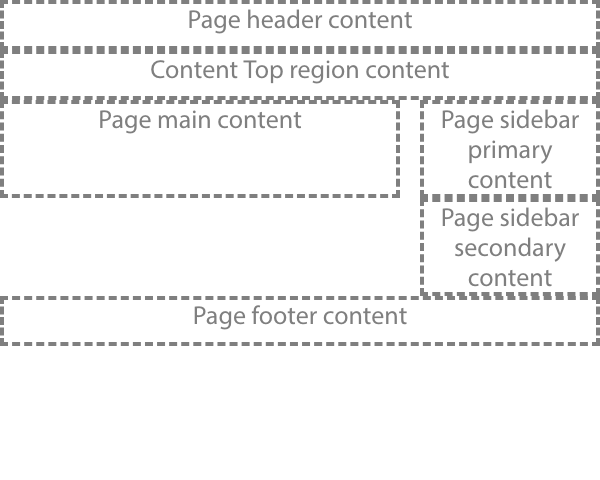 Page header content
Content Top region content
Page main content
Page sidebar
primary
content
Page sidebar
secondary
content
Page footer content